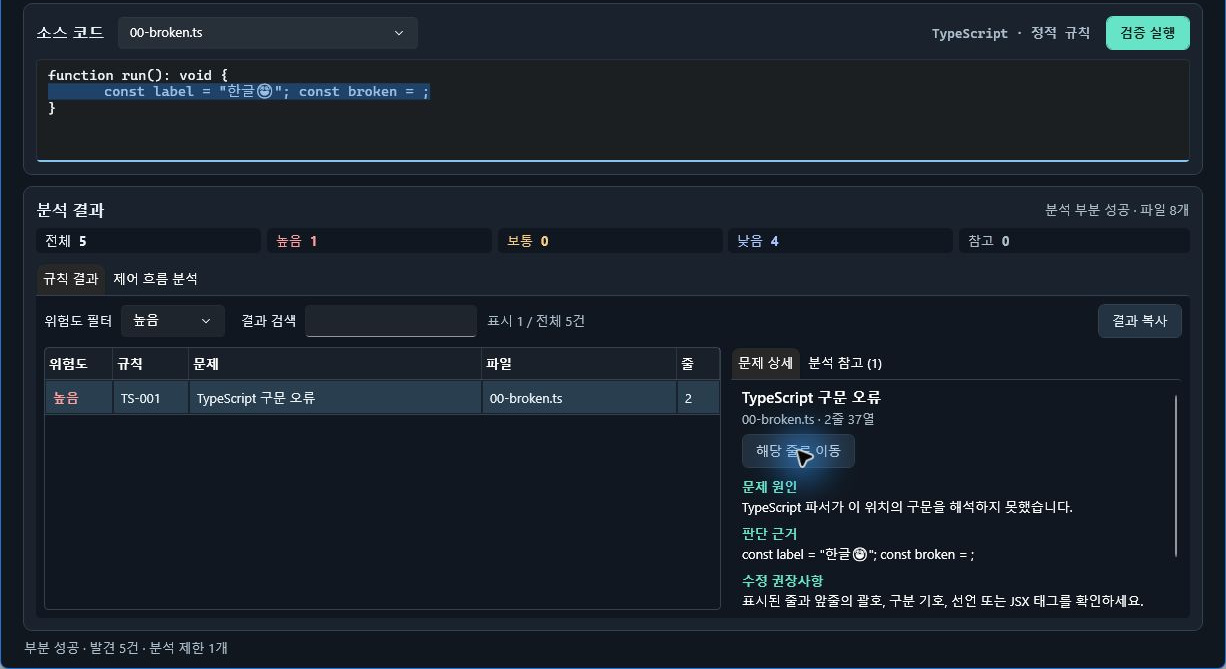 소스 코드 00-broken.ts TypeScript · 정적 규칙 검증 실행
function run(): void {
const label = "한글😀"; const broken = ;
}
분석 결과 분석 부분 성공 · 파일 8개
전체 5 높음 1 보통 0 낮음 4 참고 0
규칙 결과 제어 흐름 분석
위험도 필터 높음 결과 검색 표시 1 / 전체 5건 결과 복사
위험도 규칙 문제 파일 줄
높음 TS-001 TypeScript 구문 오류 00-broken.ts 2
문제 상세 분석 참고 (1)
TypeScript 구문 오류
00-broken.ts · 2줄 37열
해당 줄로 이동
문제 원인
TypeScript 파서가 이 위치의 구문을 해석하지 못했습니다.
판단 근거
const label = "한글😀"; const broken = ;
수정 권장사항
표시된 줄과 앞줄의 괄호, 구분 기호, 선언 또는 JSX 태그를 확인하세요.
부분 성공 · 발견 5건 · 분석 제한 1개